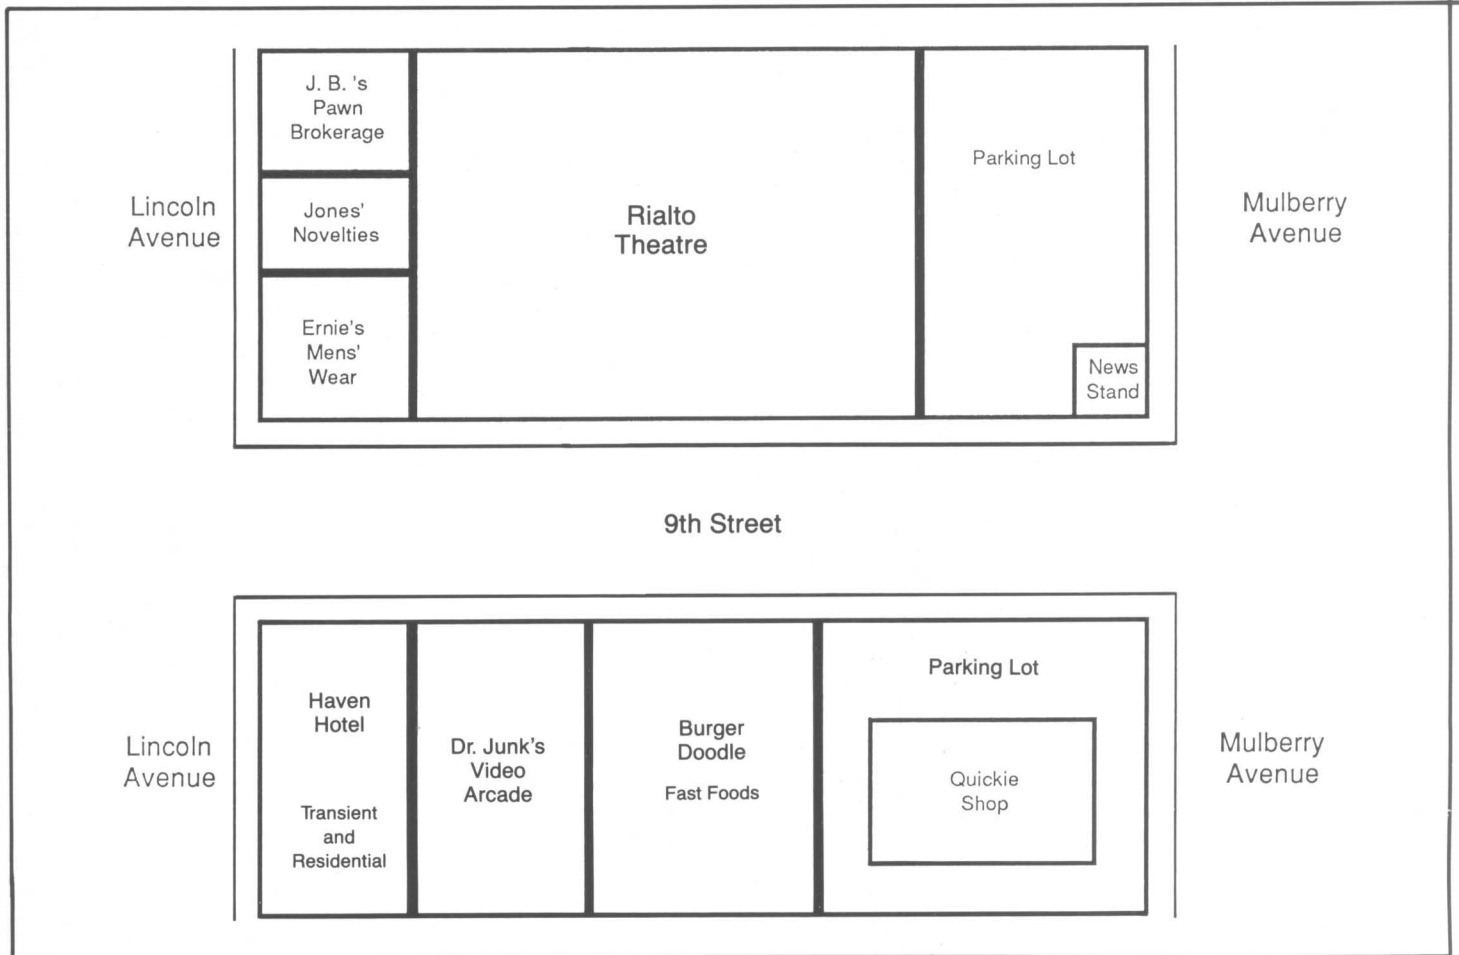 J. B. 's
Pawn
Brokerage
Lincoln
Avenue
Jones'
Novelties
Ernie's
Mens'
Wear
Rialto
Theatre
Parking Lot
News
Stand
Mulberry
Avenue
9th Street
Lincoln
Avenue
Haven
Hotel
Transient
and
Residential
Dr. Junk's
Video
Arcade
Burger
Doodle
Fast Foods
Parking Lot
Quickie
Shop
Mulberry
Avenue